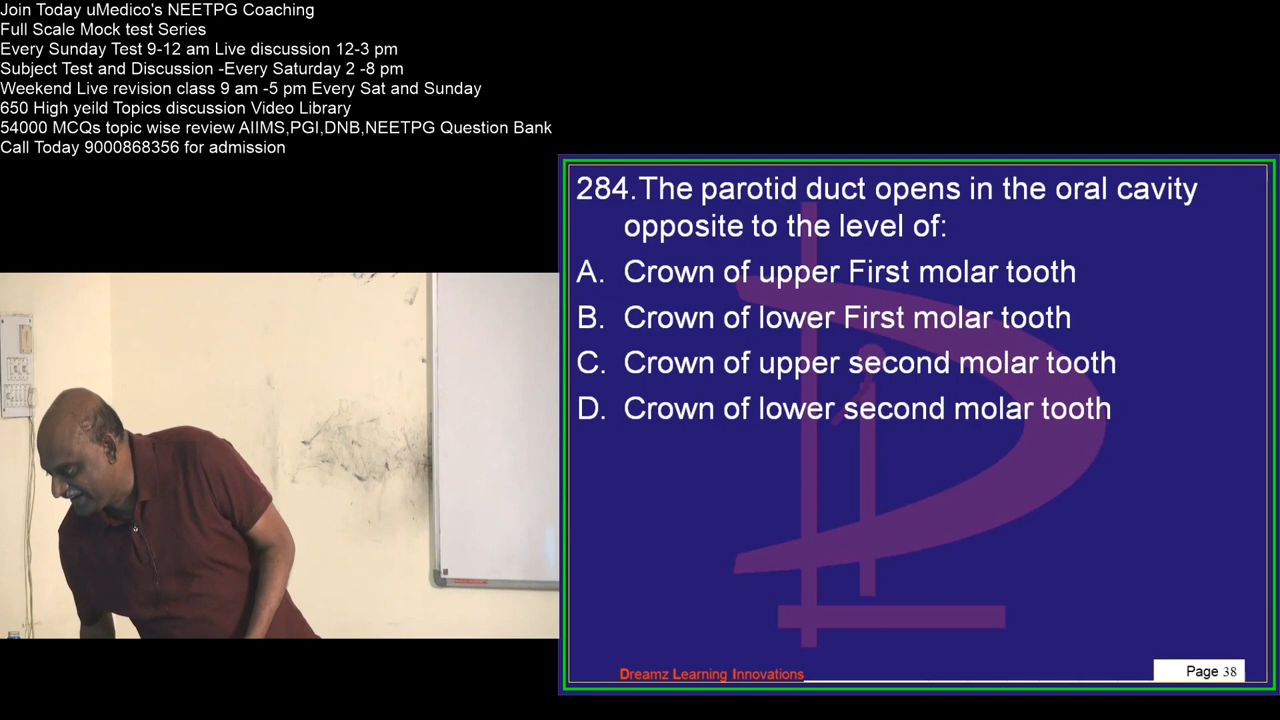 Join Today uMedico's NEETPG Coaching
Full Scale Mock test Series
Every Sunday Test 9-12 am Live discussion 12-3 pm
Subject Test and Discussion -Every Saturday 2 -8 pm
Weekend Live revision class 9 am -5 pm Every Sat and Sunday
650 High yeild Topics discussion Video Library
54000 MCQs topic wise review AIIMS,PGI,DNB,NEETPG Question Bank
Call Today 9000868356 for admission
284.The parotid duct opens in the oral cavity
opposite to the level of:
A. Crown of upper First molar tooth
B. Crown of lower First molar tooth
C. Crown of upper second molar tooth
D. Crown of lower second molar tooth
Dreamz Learning Innovations
Page 38